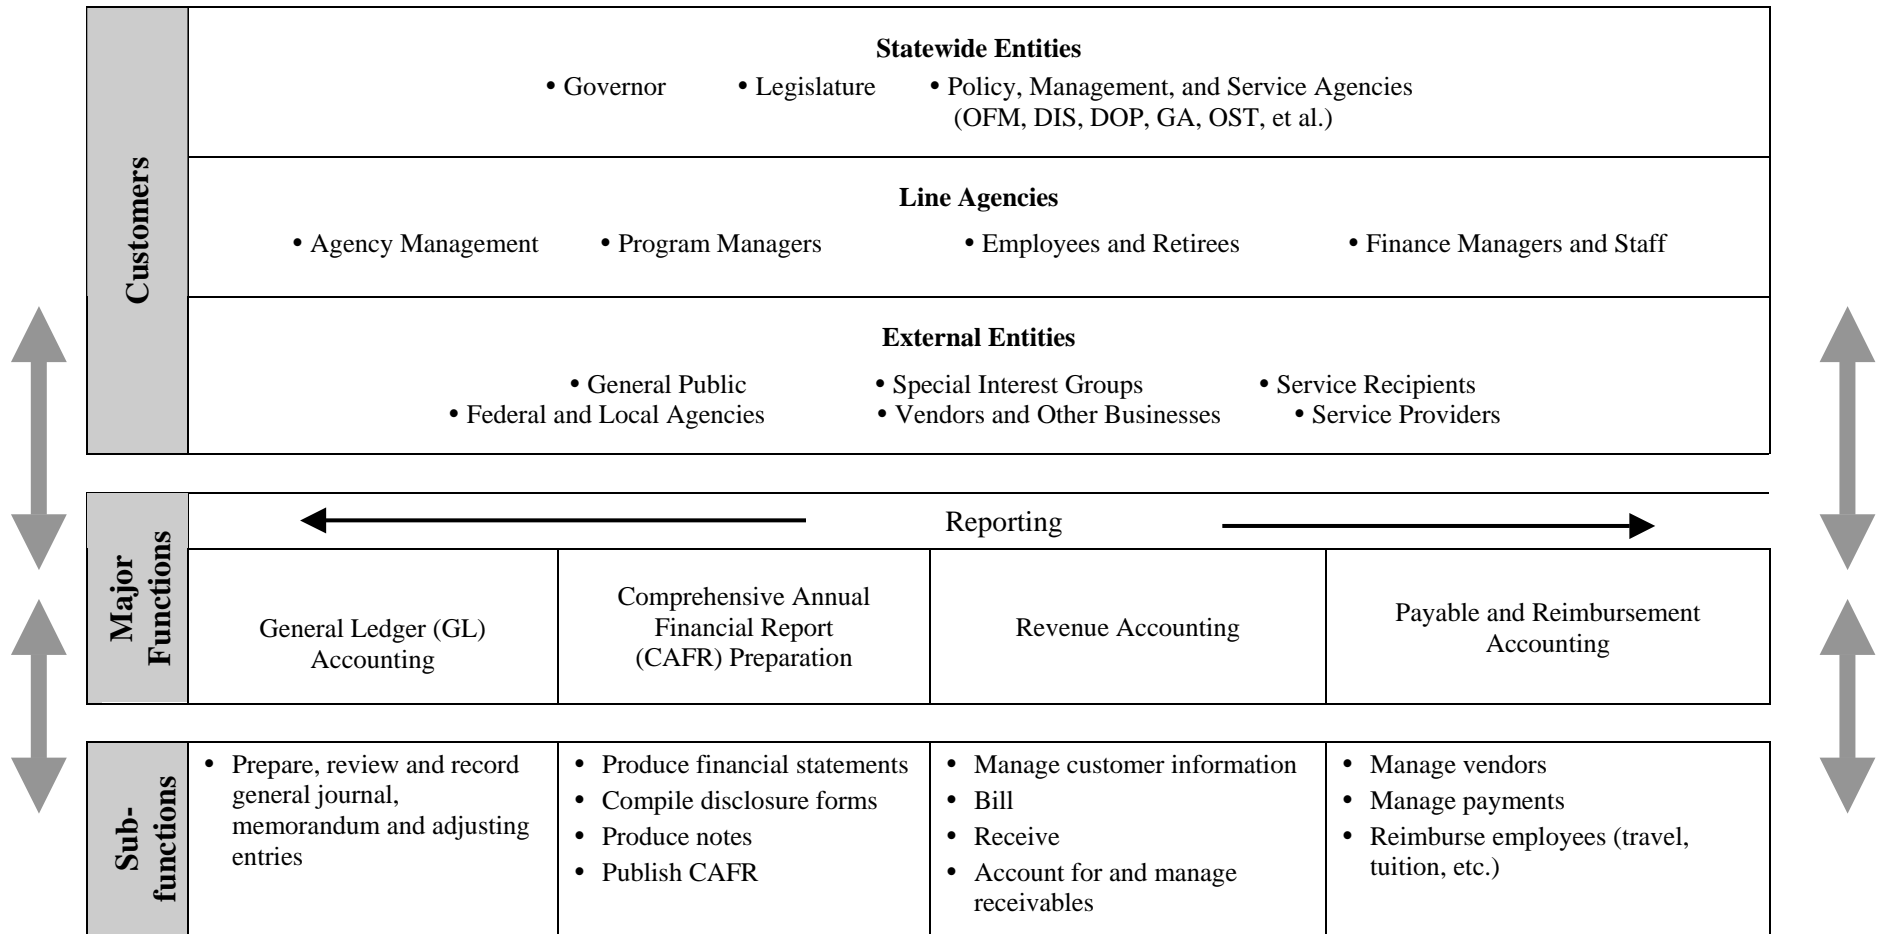 Customers
Statewide Entities
• Governor • Legislature • Policy, Management, and Service Agencies
(OFM, DIS, DOP, GA, OST, et al.)
Line Agencies
• Agency Management • Program Managers • Employees and Retirees • Finance Managers and Staff
External Entities
• General Public • Special Interest Groups • Service Recipients
• Federal and Local Agencies • Vendors and Other Businesses • Service Providers
Major
Functions
Reporting
General Ledger (GL)
Accounting
Comprehensive Annual
Financial Report
(CAFR) Preparation
Revenue Accounting
Payable and Reimbursement
Accounting
Sub-
functions
• Prepare, review and record
general journal,
memorandum and adjusting
entries
• Produce financial statements
• Compile disclosure forms
• Produce notes
• Publish CAFR
• Manage customer information
• Bill
• Receive
• Account for and manage
receivables
• Manage vendors
• Manage payments
• Reimburse employees (travel,
tuition, etc.)